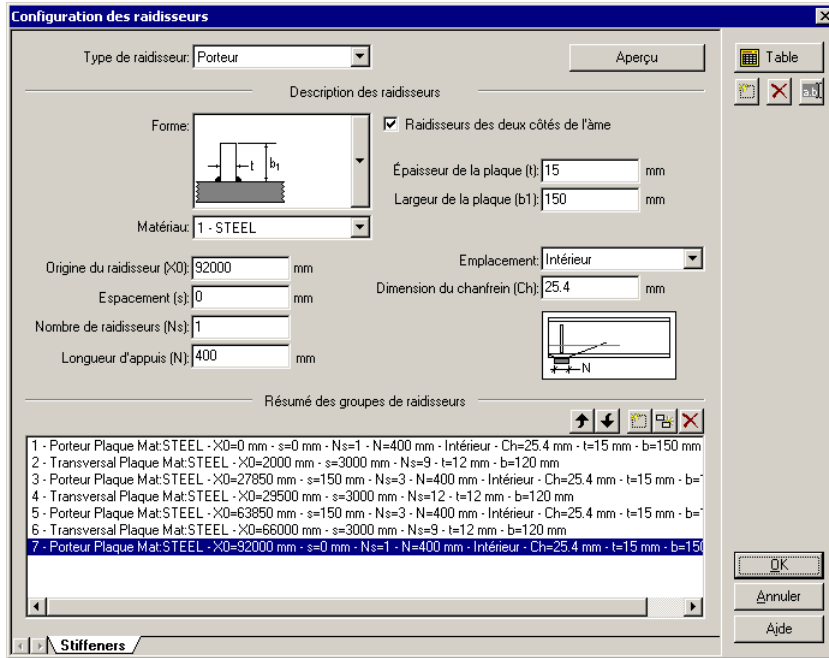 Configuration des raidisseurs
Type de raidisseur: Porteur
Aperçu
Table
Description des raidisseurs
a.b
Forme:
t b1
Raidisseurs des deux côtés de l'âme
Épaisseur de la plaque (t): 15 mm
Largeur de la plaque (b1): 150 mm
Matériau: 1 - STEEL
Origine du raidisseur (X0): 92000 mm
Emplacement: Intérieur
Espacement (s): 0 mm
Dimension du chanfrein (Ch): 25.4 mm
Nombre de raidisseurs (Ns): 1
Longueur d'appuis (N): 400 mm
N
Résumé des groupes de raidisseurs
1 - Porteur Plaque Mat:STEEL - X0=0 mm - s=0 mm - Ns=1 - N=400 mm - Intérieur - Ch=25.4 mm - t=15 mm - b=150 mm
2 - Transversal Plaque Mat:STEEL - X0=2000 mm - s=3000 mm - Ns=9 - t=12 mm - b=120 mm
3 - Porteur Plaque Mat:STEEL - X0=27850 mm - s=150 mm - Ns=3 - N=400 mm - Intérieur - Ch=25.4 mm - t=15 mm - b=
4 - Transversal Plaque Mat:STEEL - X0=29500 mm - s=3000 mm - Ns=12 - t=12 mm - b=120 mm
5 - Porteur Plaque Mat:STEEL - X0=63850 mm - s=150 mm - Ns=3 - N=400 mm - Intérieur - Ch=25.4 mm - t=15 mm - b=
6 - Transversal Plaque Mat:STEEL - X0=66000 mm - s=3000 mm - Ns=9 - t=12 mm - b=120 mm
7 - Porteur Plaque Mat:STEEL - X0=92000 mm - s=0 mm - Ns=1 - N=400 mm - Intérieur - Ch=25.4 mm - t=15 mm - b=150
OK
Annuler
Aide
Stiffeners